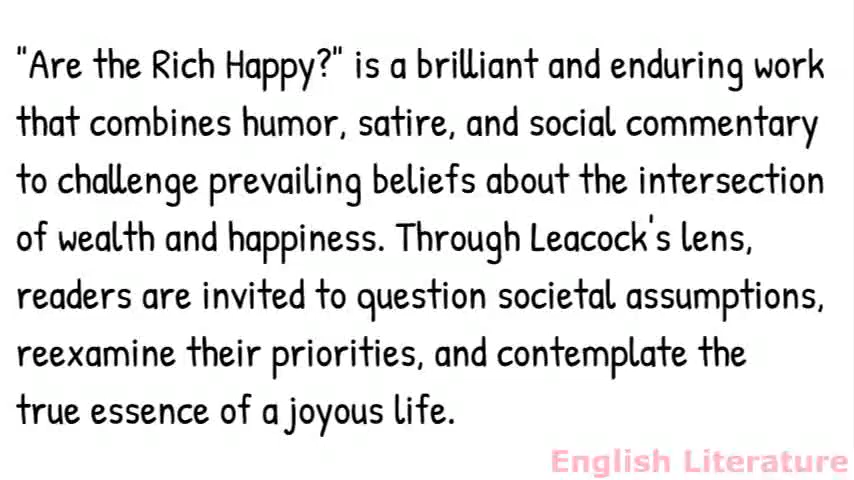 "Are the Rich Happy?" is a brilliant and enduring work
that combines humor, satire, and social commentary
to challenge prevailing beliefs about the intersection
of wealth and happiness. Through Leacock's lens,
readers are invited to question societal assumptions,
reexamine their priorities, and contemplate the
true essence of a joyous life.
English Literature